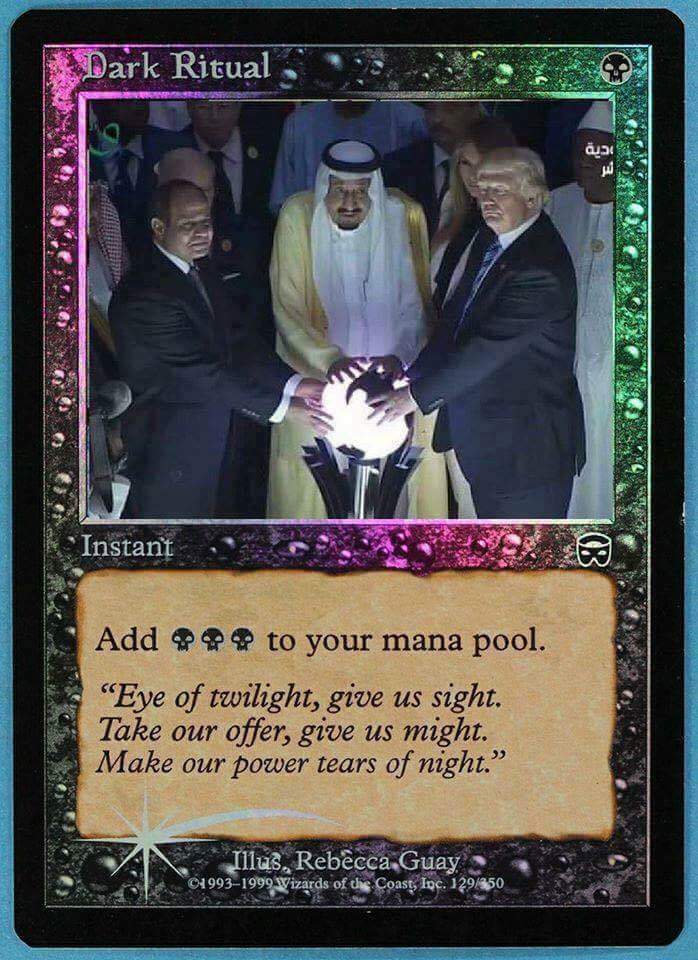 Dark Ritual
Instant
Add to your mana pool.
“Eye of twilight, give us sight.
Take our offer, give us might.
Make our power tears of night.”
Illus. Rebecca Guay
©1993–1999 Wizards of the Coast, Inc. 129/350